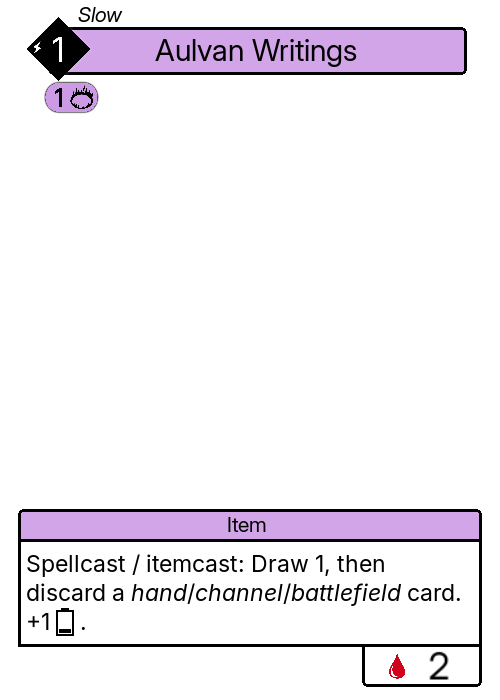 Slow
1
Aulvan Writings
1
Item
Spellcast / itemcast: Draw 1, then
discard a hand/channel/battlefield card.
+1 .
2